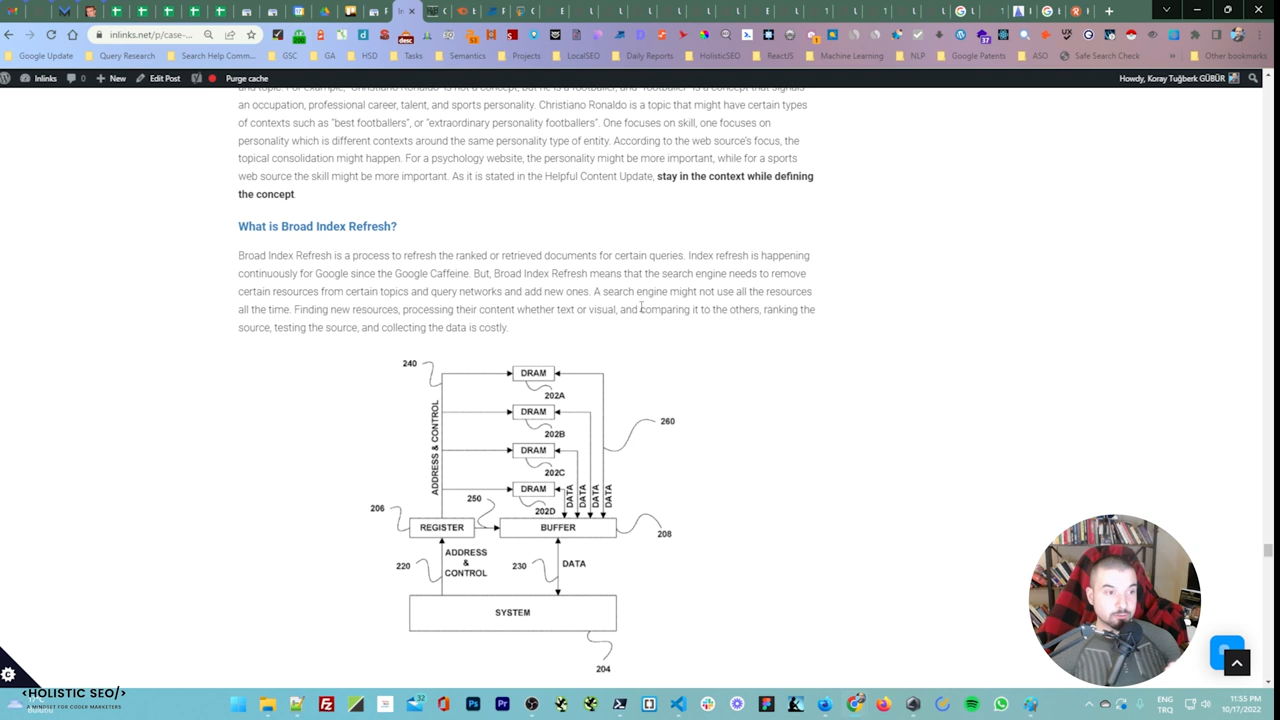 inlinks.net/p/case-...
Google Update
Query Research
Search Help Comm...
GSC
GA
HSD
Tasks
Semantics
Projects
LocalSEO
Daily Reports
HolisticSEO
ReactJS
Machine Learning
NLP
Google Patents
ASO
Safe Search Check
»
Other bookmarks
Inlinks
0
+ New
Edit Post
Purge cache
Howdy, Koray Tuğberk GÜBÜR
an occupation, professional career, talent, and sports personality. Christiano Ronaldo is a topic that might have certain types
of contexts such as "best footballers", or "extraordinary personality footballers". One focuses on skill, one focuses on
personality which is different contexts around the same personality type of entity. According to the web source's focus, the
topical consolidation might happen. For a psychology website, the personality might be more important, while for a sports
web source the skill might be more important. As it is stated in the Helpful Content Update, stay in the context while defining
the concept.
What is Broad Index Refresh?
Broad Index Refresh is a process to refresh the ranked or retrieved documents for certain queries. Index refresh is happening
continuously for Google since the Google Caffeine. But, Broad Index Refresh means that the search engine needs to remove
certain resources from certain topics and query networks and add new ones. A search engine might not use all the resources
all the time. Finding new resources, processing their content whether text or visual, and comparing it to the others, ranking the
source, testing the source, and collecting the data is costly.
240
DRAM
202A
DRAM
202B
260
ADDRESS & CONTROL
DRAM
202C
DRAM
202D
DATA
DATA
DATA
DATA
250
206
REGISTER
BUFFER
208
ADDRESS
&
CONTROL
220
230
DATA
SYSTEM
204
<HOLISTIC SEO/>
A MINDSET FOR CODER MARKETERS
ENG
TRQ
11:55 PM
10/17/2022